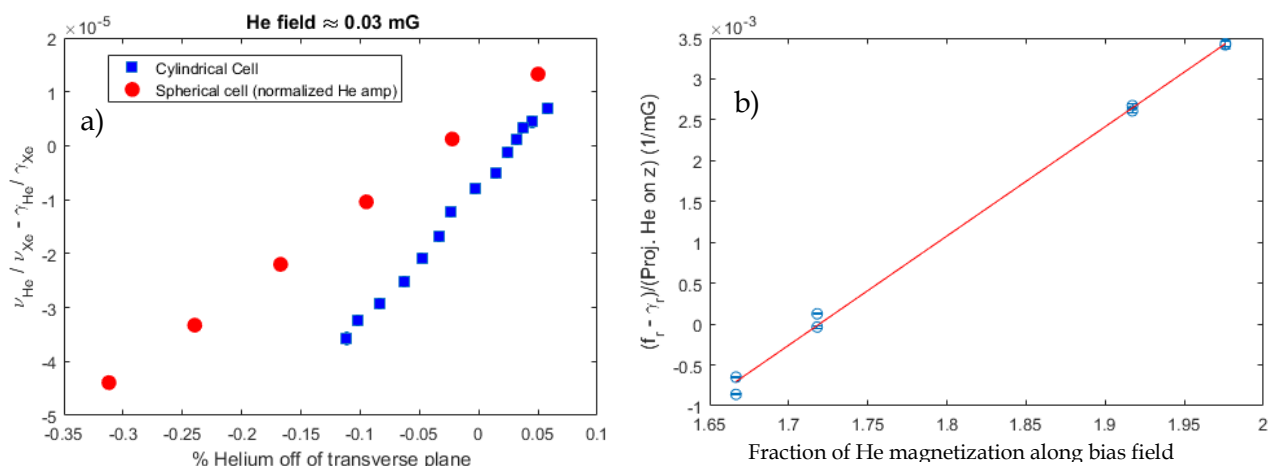 He field ≈ 0.03 mG
×10⁻⁵
a)
Cylindrical Cell
Spherical cell (normalized He amp)
ν_He / ν_Xe - γ_He / γ_Xe
2
1
0
-1
-2
-3
-4
-5
-0.35 -0.3 -0.25 -0.2 -0.15 -0.1 -0.05 0 0.05 0.1
% Helium off of transverse plane
×10⁻³
b)
(f_r - γ_r)/(Proj. He on z) (1/mG)
3.5
3
2.5
2
1.5
1
0.5
0
-0.5
-1
1.65 1.7 1.75 1.8 1.85 1.9 1.95 2
Fraction of He magnetization along bias field